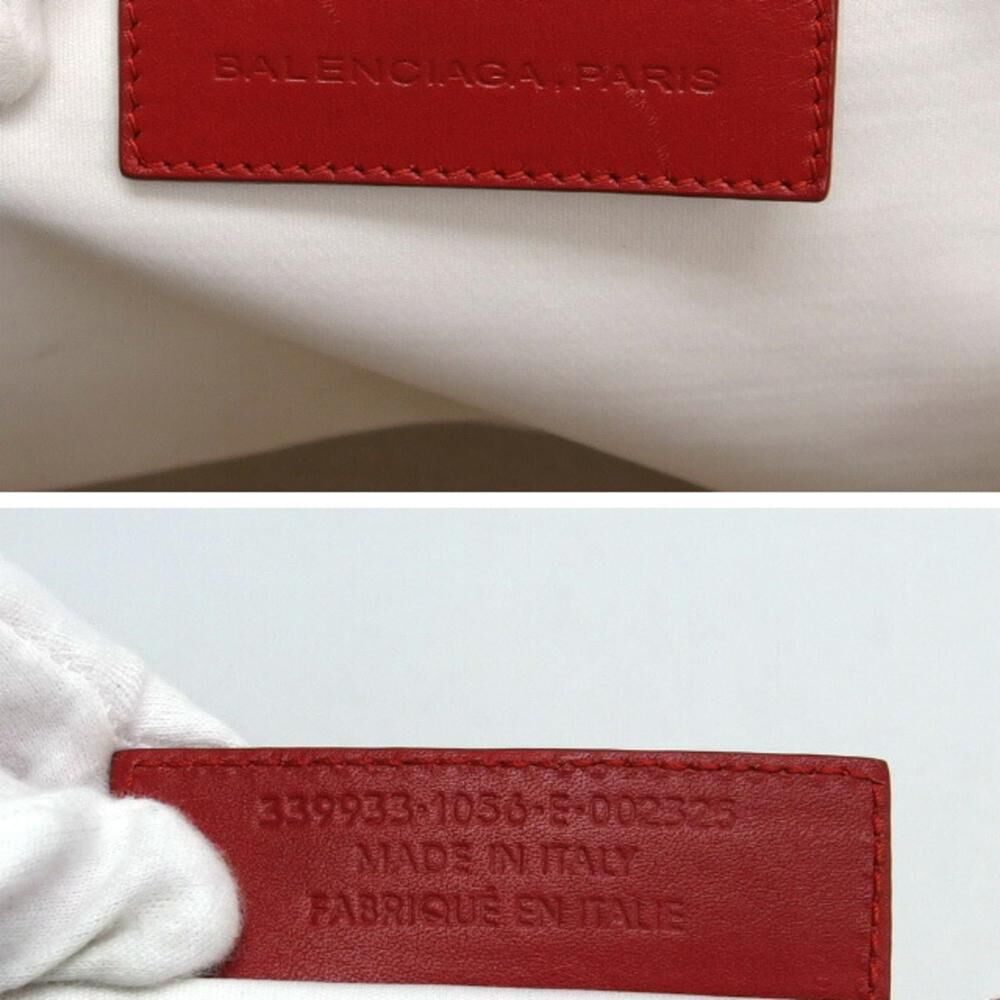 BALENCIAGA.PARIS
339933·1056·E·002325
MADE IN ITALY
FABRIQUÉ EN ITALIE